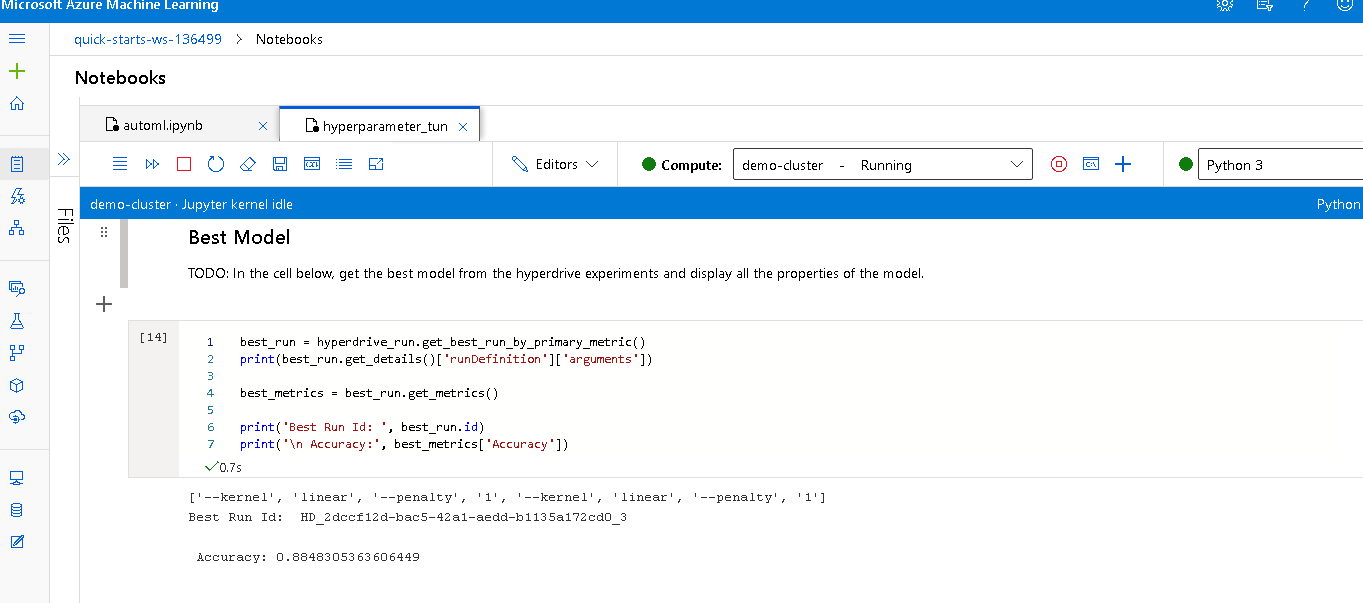 Microsoft Azure Machine Learning
quick-starts-ws-136499 > Notebooks
Notebooks
automl.ipynb
hyperparameter_tun
Editors
Compute: demo-cluster - Running
Python 3
demo-cluster · Jupyter kernel idle
Python
Files
Best Model
TODO: In the cell below, get the best model from the hyperdrive experiments and display all the properties of the model.
[14]
1 best_run = hyperdrive_run.get_best_run_by_primary_metric()
2 print(best_run.get_details()['runDefinition']['arguments'])
3
4 best_metrics = best_run.get_metrics()
5
6 print('Best Run Id: ', best_run.id)
7 print('\n Accuracy:', best_metrics['Accuracy'])
0.7s
['--kernel', 'linear', '--penalty', '1', '--kernel', 'linear', '--penalty', '1']
Best Run Id:  HD_2dccf12d-bac5-42a1-aedd-b1135a172cd0_3
Accuracy: 0.8848305363606449